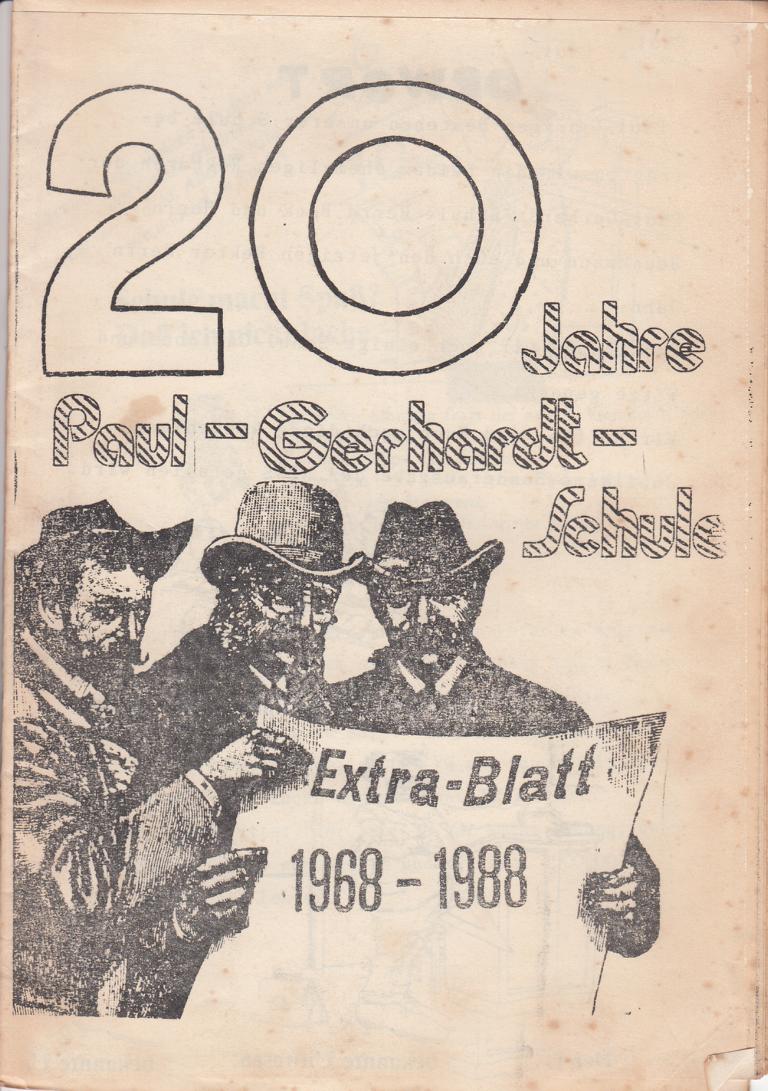 20
Jahre
Paul-Gerhardt-
Schule
Extra-Blatt
1968-1988